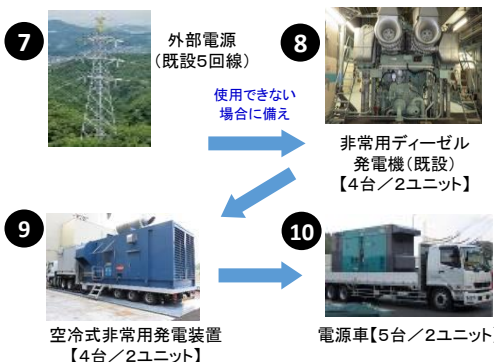 7
外部電源
(既設5回線)
8
使用できない
場合に備え
非常用ディーゼル
発電機(既設)
【4台／2ユニット】
9
空冷式非常用発電装置
【4台／2ユニット】
10
電源車【5台／2ユニット】